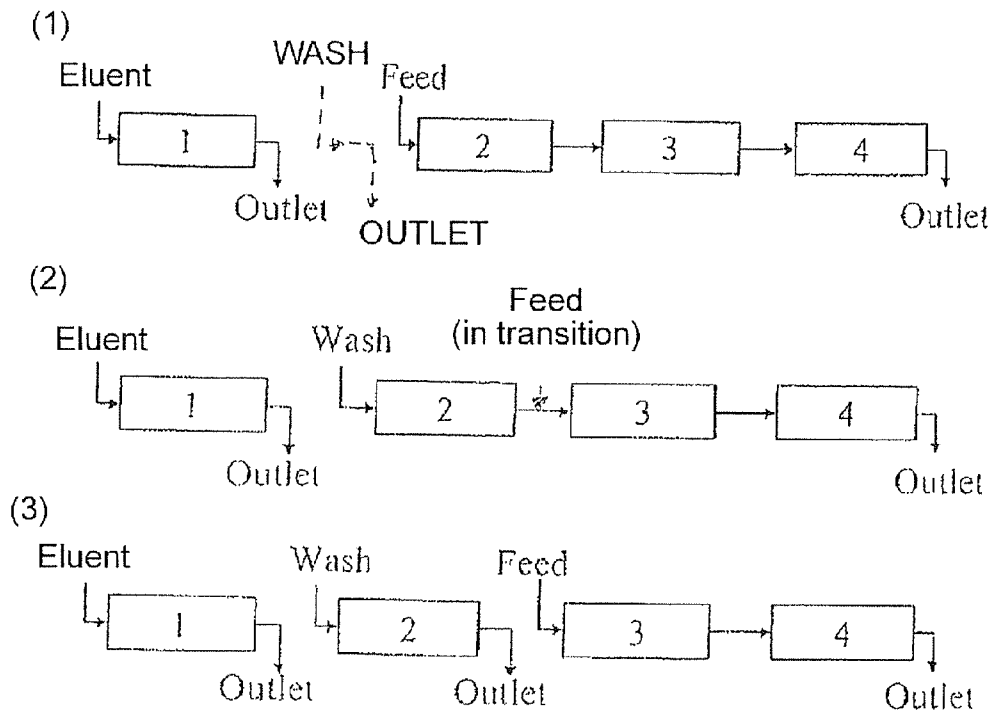 (1)
WASH
Eluent
Feed
1
2
3
4
Outlet
OUTLET
Outlet
(2)
Feed
(in transition)
Eluent
Wash
1
2
3
4
Outlet
Outlet
(3)
Eluent
Wash
Feed
1
2
3
4
Outlet
Outlet
Outlet